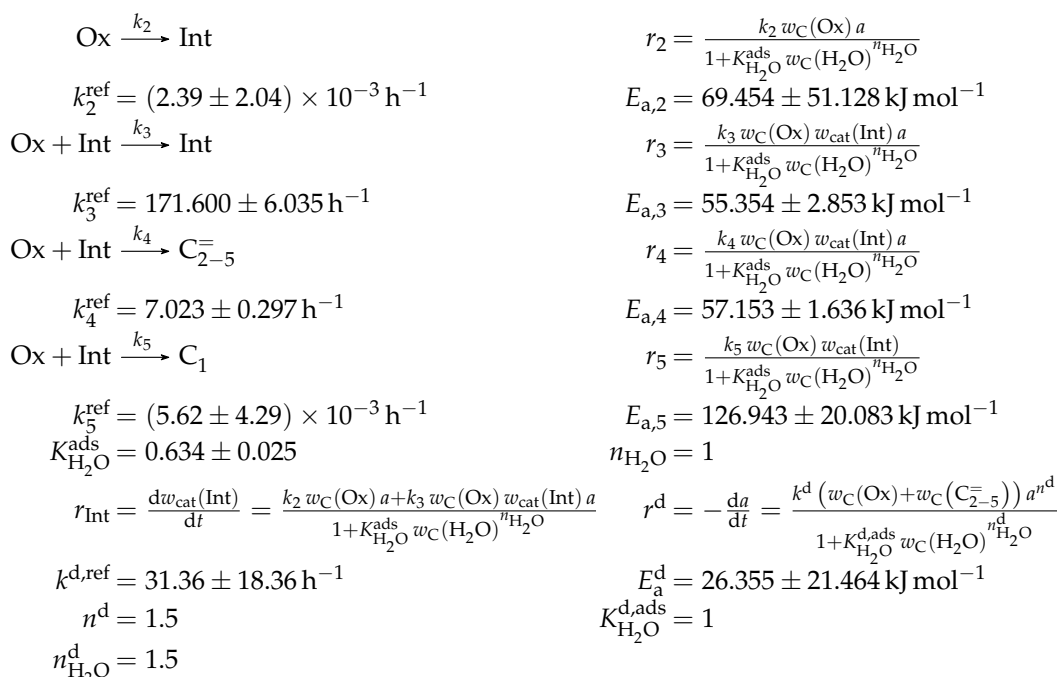 Ox —k₂→ Int r₂ = k₂ w_C(Ox) a / (1+K^ads_H₂O w_C(H₂O)^n_H₂O)
k₂^ref = (2.39 ± 2.04) × 10⁻³ h⁻¹ E_a,2 = 69.454 ± 51.128 kJ mol⁻¹
Ox + Int —k₃→ Int r₃ = k₃ w_C(Ox) w_cat(Int) a / (1+K^ads_H₂O w_C(H₂O)^n_H₂O)
k₃^ref = 171.600 ± 6.035 h⁻¹ E_a,3 = 55.354 ± 2.853 kJ mol⁻¹
Ox + Int —k₄→ C₂₋₅^= r₄ = k₄ w_C(Ox) w_cat(Int) a / (1+K^ads_H₂O w_C(H₂O)^n_H₂O)
k₄^ref = 7.023 ± 0.297 h⁻¹ E_a,4 = 57.153 ± 1.636 kJ mol⁻¹
Ox + Int —k₅→ C₁ r₅ = k₅ w_C(Ox) w_cat(Int) / (1+K^ads_H₂O w_C(H₂O)^n_H₂O)
k₅^ref = (5.62 ± 4.29) × 10⁻³ h⁻¹ E_a,5 = 126.943 ± 20.083 kJ mol⁻¹
K^ads_H₂O = 0.634 ± 0.025 n_H₂O = 1
r_Int = dw_cat(Int)/dt = (k₂ w_C(Ox) a+k₃ w_C(Ox) w_cat(Int) a) / (1+K^ads_H₂O w_C(H₂O)^n_H₂O) r^d = −da/dt = k^d (w_C(Ox)+w_C(C₂₋₅^=)) a^n^d / (1+K^d,ads_H₂O w_C(H₂O)^n^d_H₂O)
k^d,ref = 31.36 ± 18.36 h⁻¹ E_a^d = 26.355 ± 21.464 kJ mol⁻¹
n^d = 1.5 K^d,ads_H₂O = 1
n^d_H₂O = 1.5